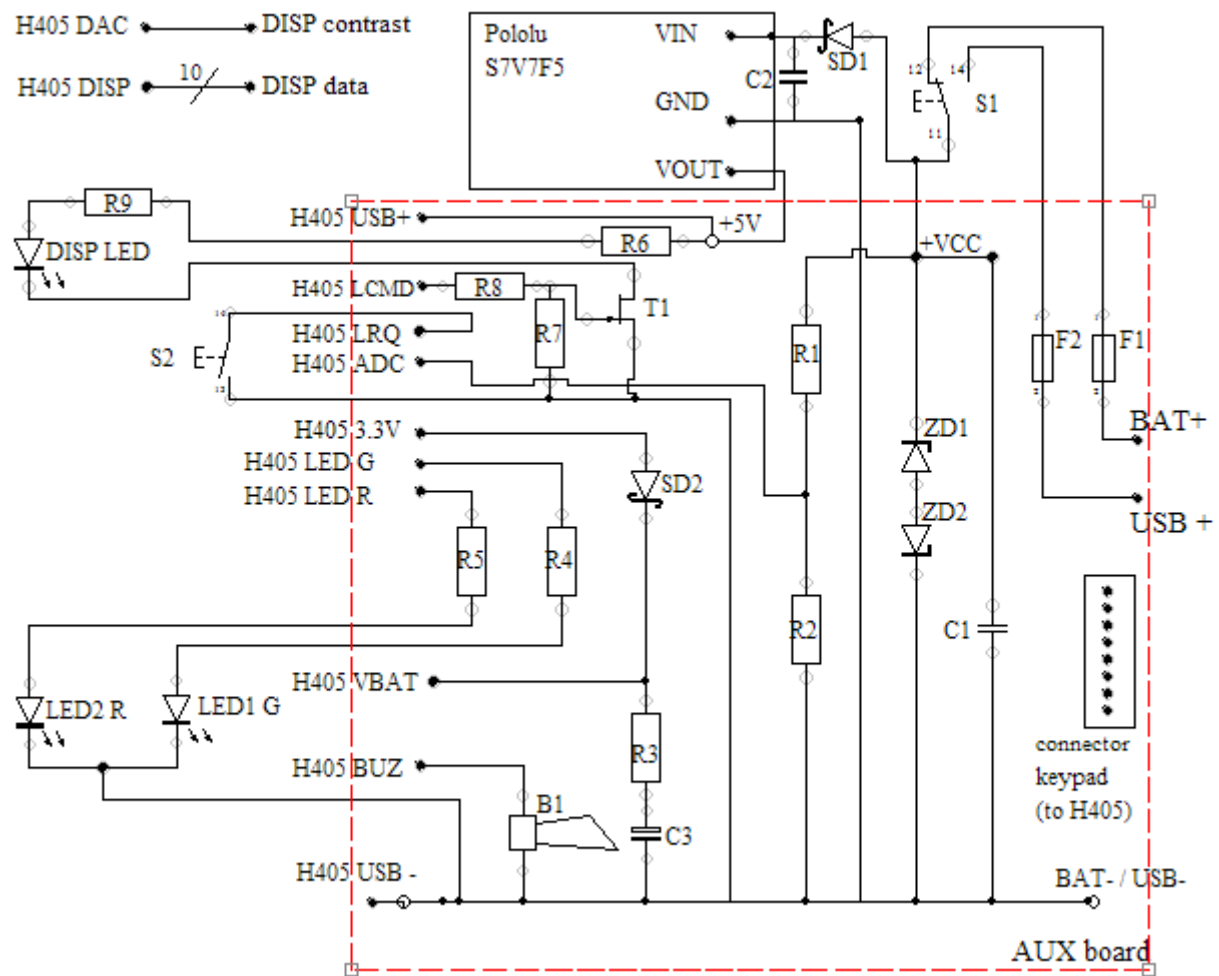 H405 DAC
DISP contrast
Pololu
S7V7F5
VIN
SD1
12
14
S1
10
H405 DISP
DISP data
C2
GND
11
VOUT
R9
H405 USB+
+5V
R6
+VCC
DISP LED
H405 LCMD
R8
T1
R7
H405 LRQ
S2
H405 ADC
R1
F2
F1
13
BAT+
H405 3.3V
ZD1
H405 LED G
SD2
H405 LED R
ZD2
USB +
R5
R4
R2
C1
H405 VBAT
LED2 R
LED1 G
R3
connector
keypad
(to H405)
H405 BUZ
B1
C3
H405 USB -
BAT- / USB-
AUX board